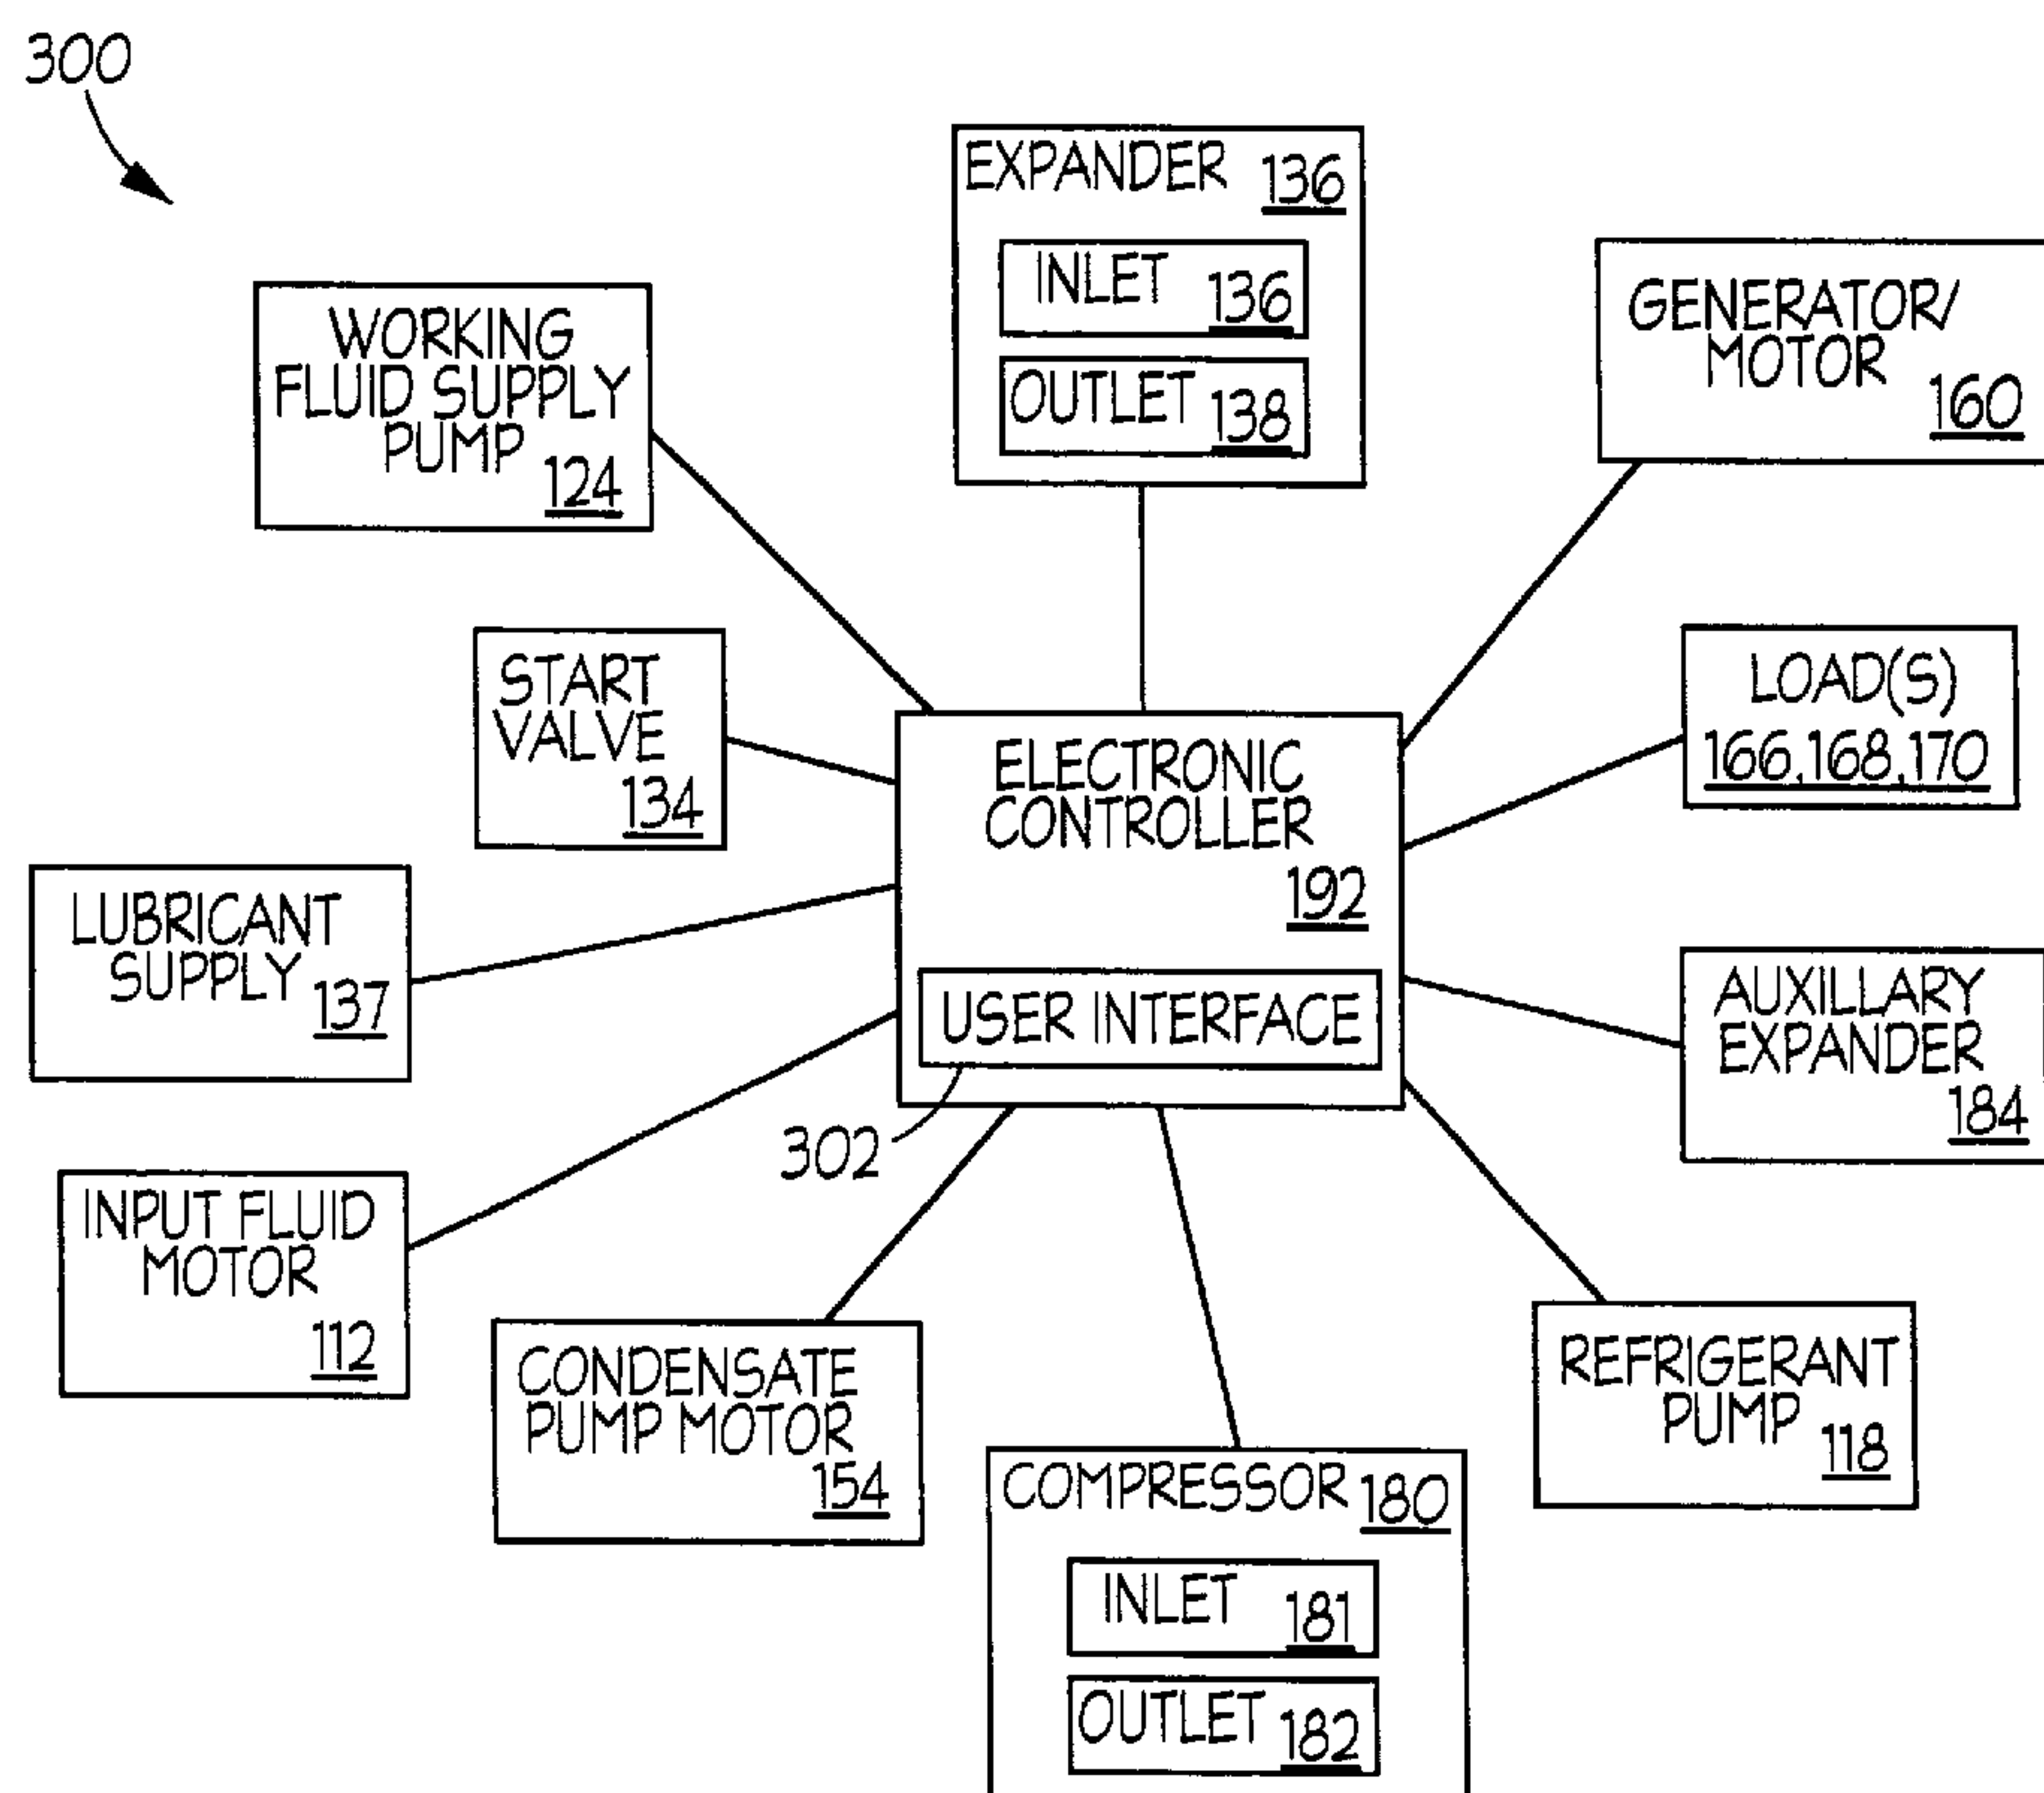 300
EXPANDER 136
INLET 136
OUTLET 138
WORKING
FLUID SUPPLY
PUMP
124
GENERATOR/
MOTOR
160
START
VALVE
134
LOAD(S)
166,168,170
ELECTRONIC
CONTROLLER
192
USER INTERFACE
302
LUBRICANT
SUPPLY 137
AUXILLARY
EXPANDER
184
INPUT FLUID
MOTOR
112
CONDENSATE
PUMP MOTOR
154
REFRIGERANT
PUMP 118
COMPRESSOR 180
INLET 181
OUTLET 182